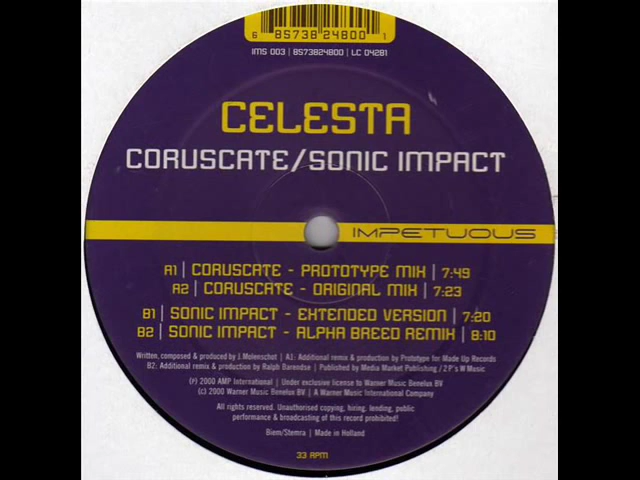 6 85738 24800 1
IMS 003 | 8573824800 | LC 04281
CELESTA
CORUSCATE/SONIC IMPACT
IMPETUOUS
A1 | CORUSCATE - PROTOTYPE MIX | 7:49
A2 | CORUSCATE - ORIGINAL MIX | 7:23
B1 | SONIC IMPACT - EXTENDED VERSION | 7:20
B2 | SONIC IMPACT - ALPHA BREED REMIX | 8:10
Written, composed & produced by J.Molenschot | A1: Additional remix & production by Prototype for Made Up Records
B2: Additional remix & production by Ralph Barendse | Published by Media Market Publishing / 2 P's W Music
(P) 2000 AMP International | Under exclusive license to Warner Music Benelux BV
(c) 2000 Warner Music Benelux BV | A Warner Music International Company
All rights reserved. Unauthorised copying, hiring, lending, public
performance & broadcasting of this record prohibited!
Biem/Stemra | Made in Holland
33 RPM